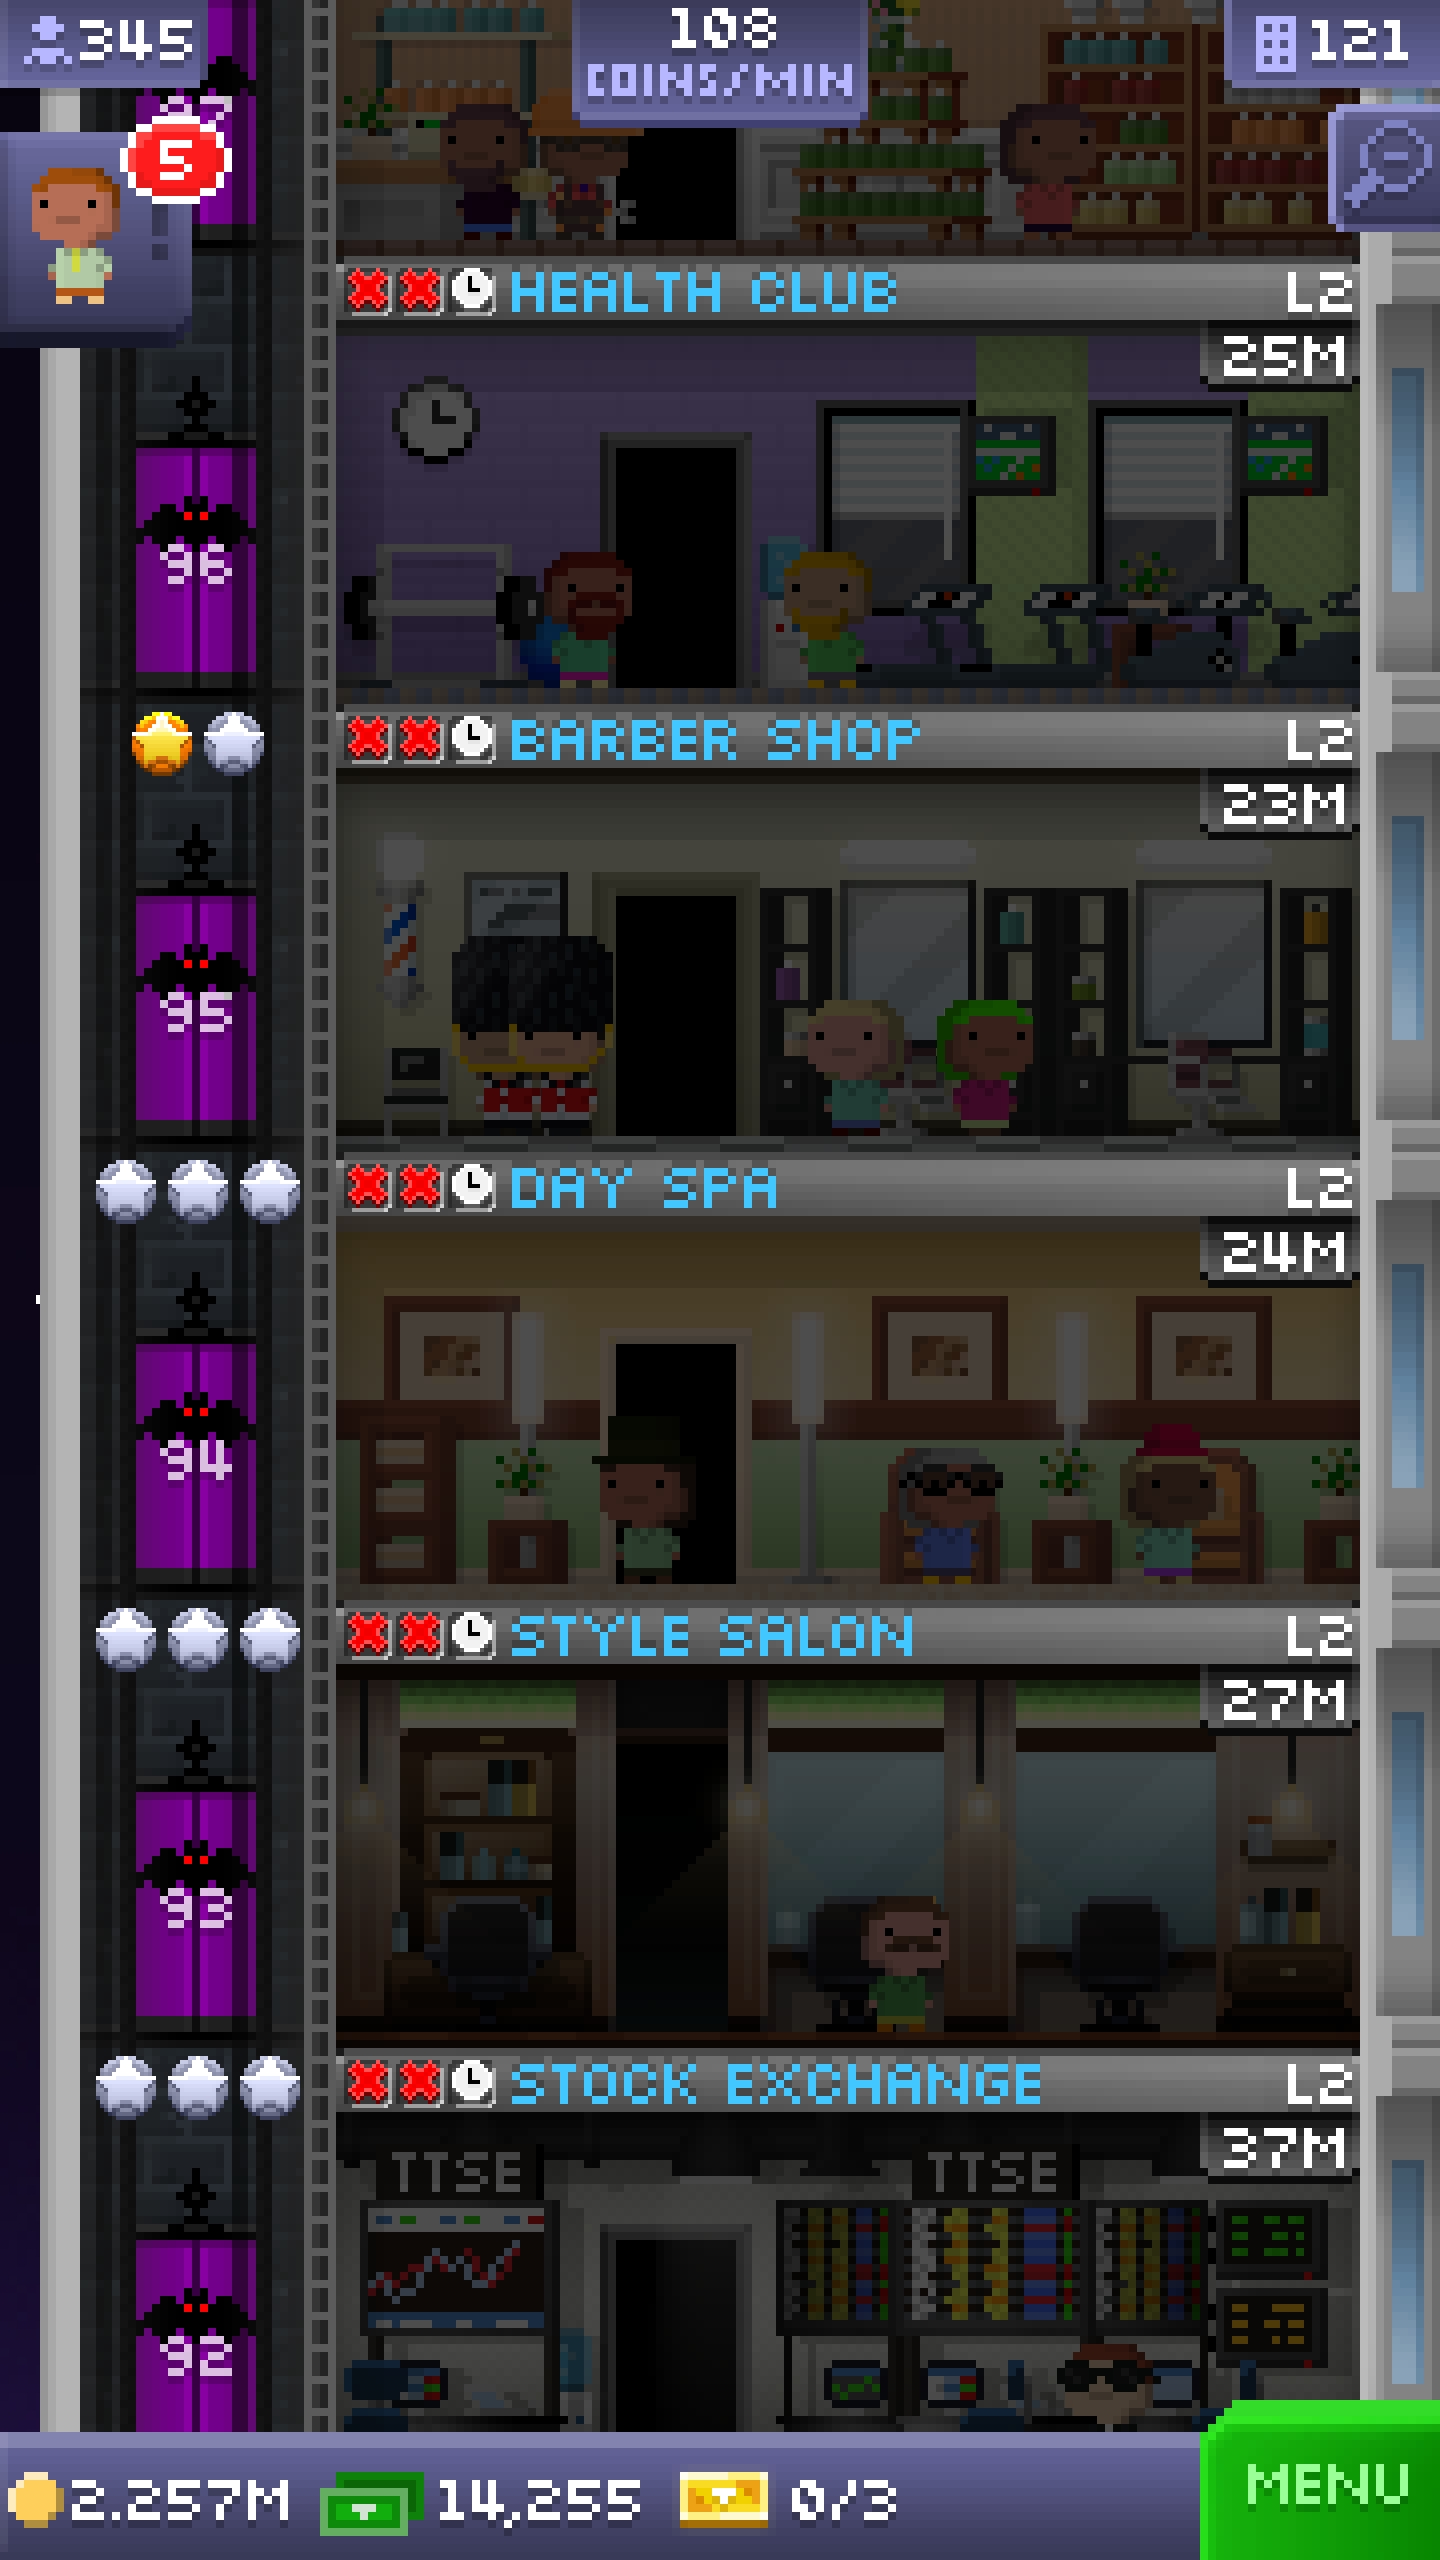 345
108
COINS/MIN
121
5
HEALTH CLUB L2
25M
96
BARBER SHOP L2
23M
95
DAY SPA L2
24M
94
STYLE SALON L2
27M
93
STOCK EXCHANGE L2
37M
TTSE TTSE
92
2.257M 14,255 0/3
MENU